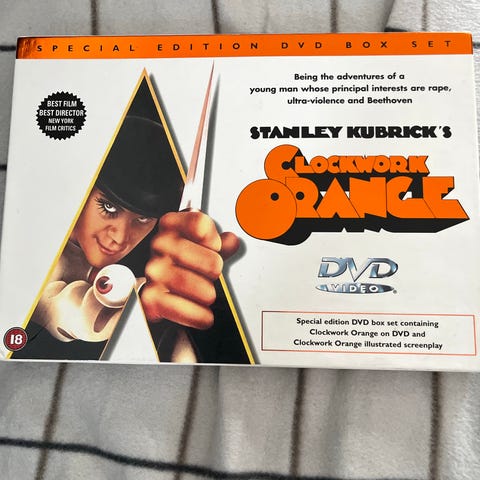 SPECIAL EDITION DVD BOX SET
Being the adventures of a
young man whose principal interests are rape,
ultra-violence and Beethoven
BEST FILM
BEST DIRECTOR
NEW YORK
FILM CRITICS
STANLEY KUBRICK'S
CLOCKWORK
ORANGE
DVD
VIDEO
Special edition DVD box set containing
Clockwork Orange on DVD and
Clockwork Orange illustrated screenplay
18